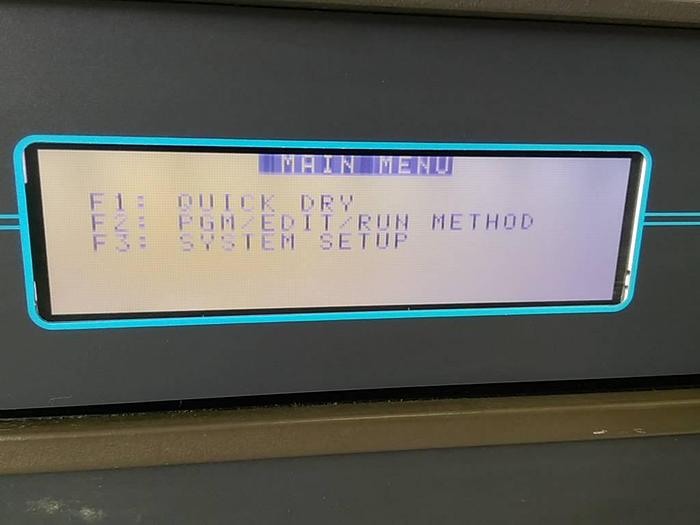 MAIN MENU
F1: QUICK DRY
F2: PGM/EDIT/RUN METHOD
F3: SYSTEM SETUP